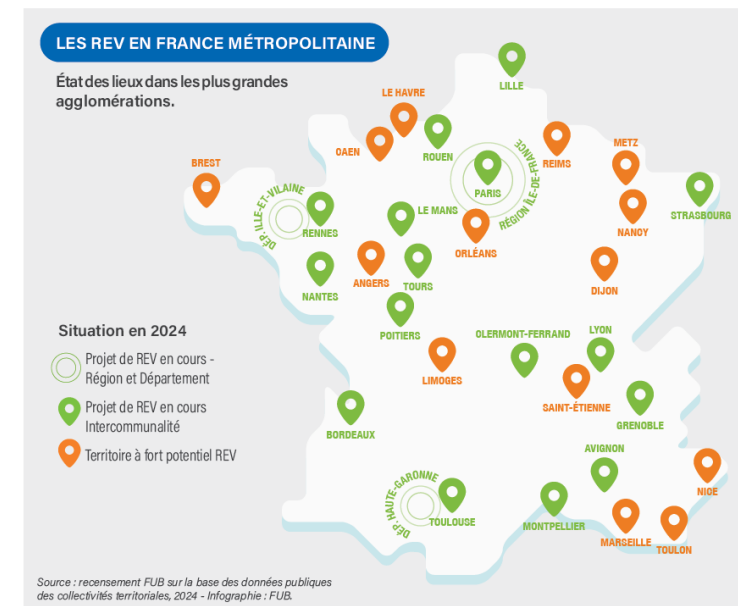 LES REV EN FRANCE MÉTROPOLITAINE
État des lieux dans les plus grandes
agglomérations.
LILLE
LE HAVRE
CAEN
ROUEN
REIMS
METZ
BREST
PARIS
RÉGION ÎLE-DE-FRANCE
STRASBOURG
DÉP. ILLE-ET-VILAINE
RENNES
LE MANS
ORLÉANS
NANCY
NANTES
ANGERS
TOURS
DIJON
POITIERS
CLERMONT-FERRAND
LYON
LIMOGES
SAINT-ÉTIENNE
GRENOBLE
BORDEAUX
AVIGNON
NICE
DÉP. HAUTE-GARONNE
TOULOUSE
MONTPELLIER
MARSEILLE
TOULON
Situation en 2024
Projet de REV en cours -
Région et Département
Projet de REV en cours
Intercommunalité
Territoire à fort potentiel REV
Source : recensement FUB sur la base des données publiques
des collectivités territoriales, 2024 - Infographie : FUB.